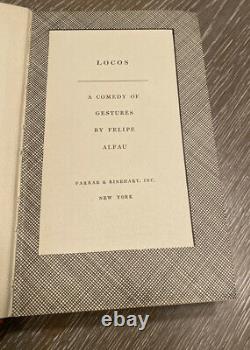 LOCOS
A COMEDY OF
GESTURES
BY FELIPE
ALFAU
FARRAR & RINEHART, INC.
NEW YORK
ebay